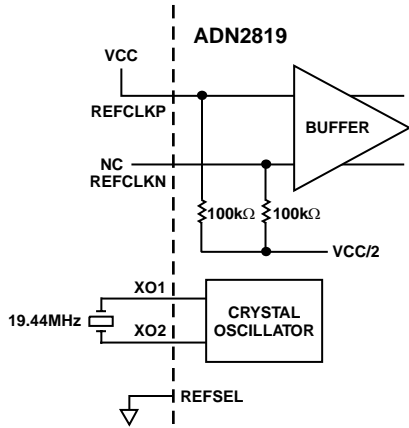 ADN2819
VCC
REFCLKP
BUFFER
NC
REFCLKN
100kΩ 100kΩ
VCC/2
XO1
19.44MHz
XO2
CRYSTAL
OSCILLATOR
REFSEL